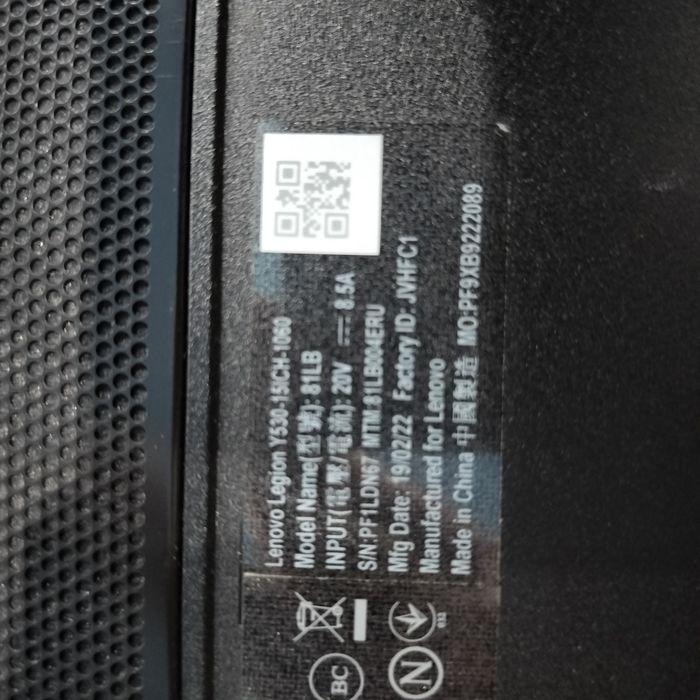 Lenovo Legion Y530-15ICH-1060
Model Name(型號): 81LB
INPUT(電壓/電流): 20V ⎓ 8.5A
S/N:PF1LDN67 MTM:81LB004ERU
Mfg Date: 19/02/22 Factory ID: JVHFC1
Manufactured for Lenovo
Made in China 中國製造 MO:PF9XB9222089
BC
N